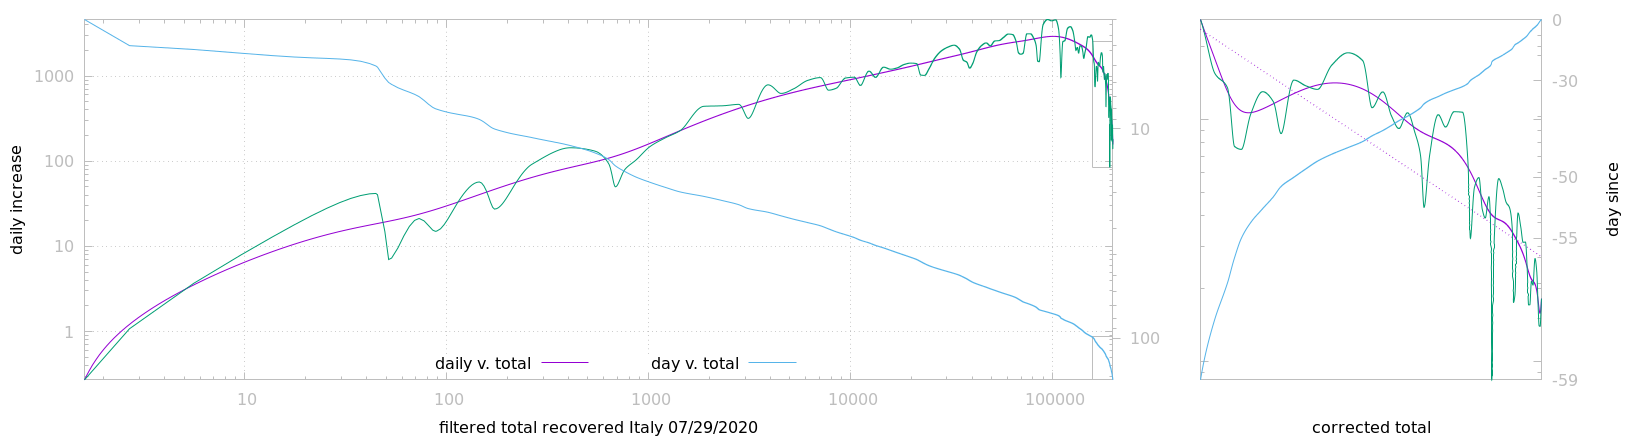 daily increase
1000
100
10
1
10
100
1000
10000
100000
10
100
daily v. total
day v. total
filtered total recovered Italy 07/29/2020
0
-30
-50
-55
-59
day since
corrected total